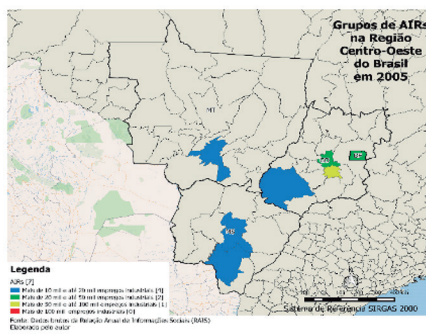 Grupos de AIRs
na Região
Centro-Oeste
do Brasil
em 2005
MT
Legenda
AIRs [7]
Mais de 10 mil e até 20 mil empregos industriais [4]
Mais de 20 mil e até 50 mil empregos industriais [2]
Mais de 50 mil e até 100 mil empregos industriais [1]
Mais de 100 mil empregos industriais [0]
Sistema de Referência SIRGAS 2000
Fonte: Dados brutos da Relação Anual de Informações Sociais (RAIS)
Elaborado pelo autor